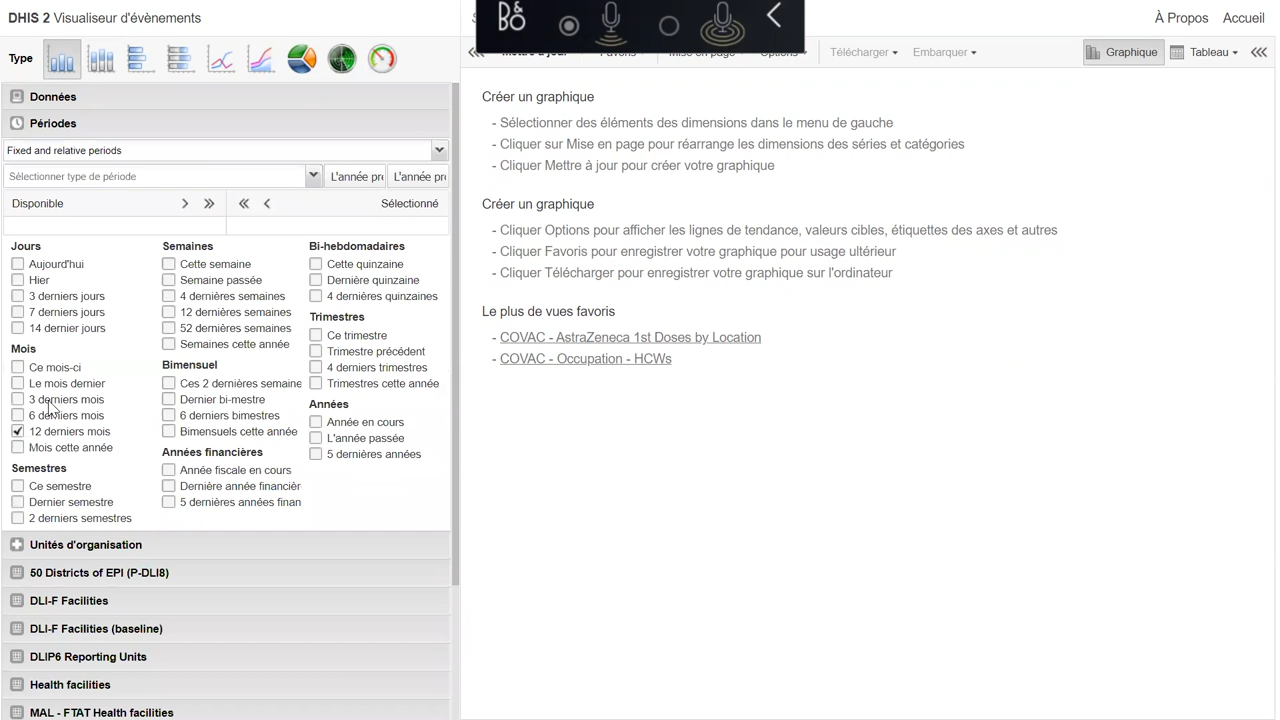 DHIS 2 Visualiseur d'évènements
À Propos Accueil
Type
Télécharger Embarquer Graphique Tableau
Données
Périodes
Fixed and relative periods
Sélectionner type de période L'année pré L'année pro
Disponible Sélectionné
Jours
Aujourd'hui
Hier
3 derniers jours
7 derniers jours
14 dernier jours
Mois
Ce mois-ci
Le mois dernier
3 derniers mois
6 derniers mois
12 derniers mois
Mois cette année
Semestres
Ce semestre
Dernier semestre
2 derniers semestres
Semaines
Cette semaine
Semaine passée
4 dernières semaines
12 dernières semaines
52 dernières semaines
Semaines cette année
Bimensuel
Ces 2 dernières semaine
Dernier bi-mestre
6 derniers bimestres
Bimensuels cette année
Années financières
Année fiscale en cours
Dernière année financièr
5 dernières années finan
Bi-hebdomadaires
Cette quinzaine
Dernière quinzaine
4 dernières quinzaines
Trimestres
Ce trimestre
Trimestre précédent
4 derniers trimestres
Trimestres cette année
Années
Année en cours
L'année passée
5 dernières années
Unités d'organisation
50 Districts of EPI (P-DLI8)
DLI-F Facilities
DLI-F Facilities (baseline)
DLIP6 Reporting Units
Health facilities
MAL - FTAT Health facilities
Créer un graphique
- Sélectionner des éléments des dimensions dans le menu de gauche
- Cliquer sur Mise en page pour réarrange les dimensions des séries et catégories
- Cliquer Mettre à jour pour créer votre graphique
Créer un graphique
- Cliquer Options pour afficher les lignes de tendance, valeurs cibles, étiquettes des axes et autres
- Cliquer Favoris pour enregistrer votre graphique pour usage ultérieur
- Cliquer Télécharger pour enregistrer votre graphique sur l'ordinateur
Le plus de vues favoris
- COVAC - AstraZeneca 1st Doses by Location
- COVAC - Occupation - HCWs